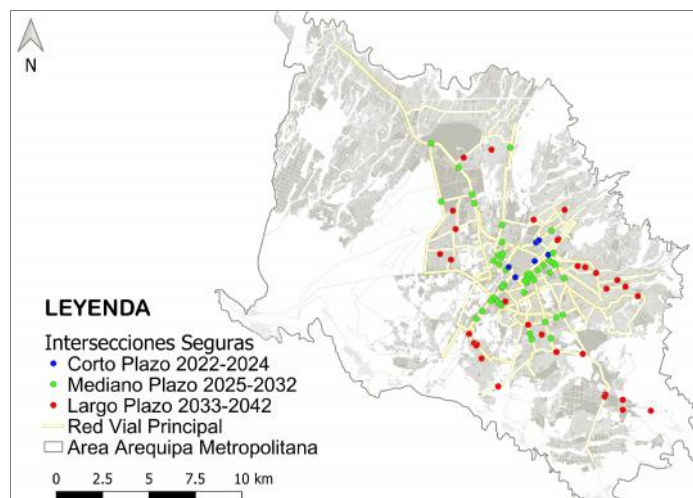 N
LEYENDA
Intersecciones Seguras
Corto Plazo 2022-2024
Mediano Plazo 2025-2032
Largo Plazo 2033-2042
Red Vial Principal
Area Arequipa Metropolitana
0 2.5 5 7.5 10 km